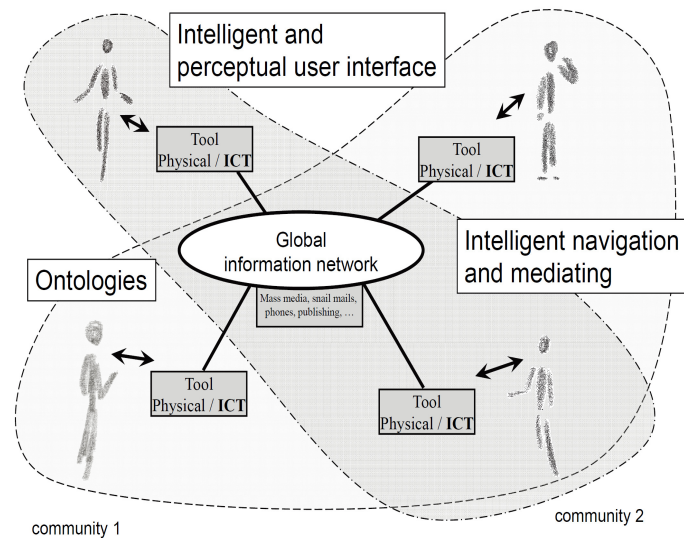 Intelligent and
perceptual user interface
Tool
Physical / ICT
Tool
Physical / ICT
Global
information network
Intelligent navigation
and mediating
Ontologies
Mass media, snail mails,
phones, publishing, …
Tool
Physical / ICT
Tool
Physical / ICT
community 1
community 2